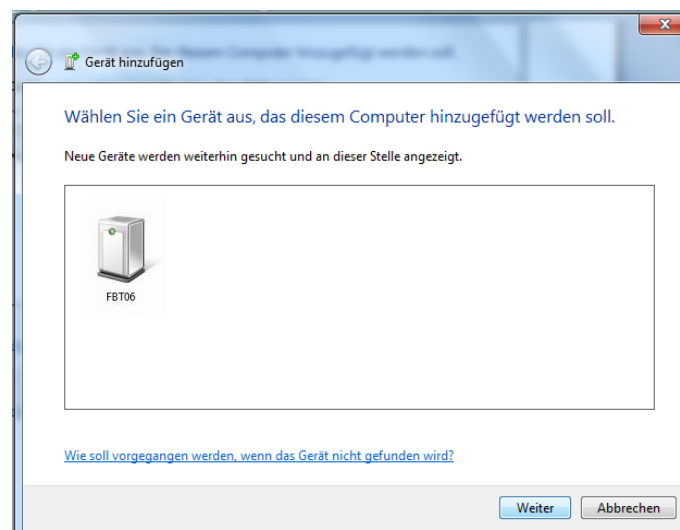 Gerät hinzufügen
Wählen Sie ein Gerät aus, das diesem Computer hinzugefügt werden soll.
Neue Geräte werden weiterhin gesucht und an dieser Stelle angezeigt.
FBT06
Wie soll vorgegangen werden, wenn das Gerät nicht gefunden wird?
Weiter
Abbrechen